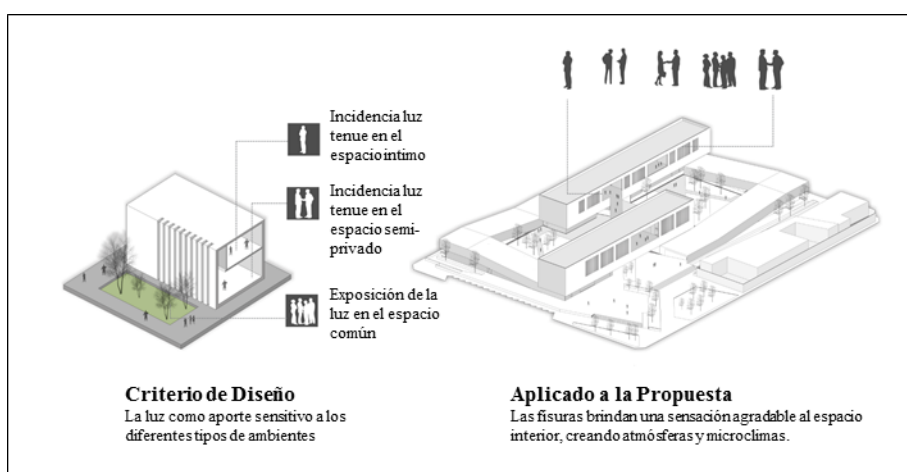 Incidencia luz
tenue en el
espacio intimo
Incidencia luz
tenue en el
espacio semi-
privado
Exposición de la
luz en el espacio
común
Criterio de Diseño
La luz como aporte sensitivo a los
diferentes tipos de ambientes
Aplicado a la Propuesta
Las fisuras brindan una sensación agradable al espacio
interior, creando atmósferas y microclimas.